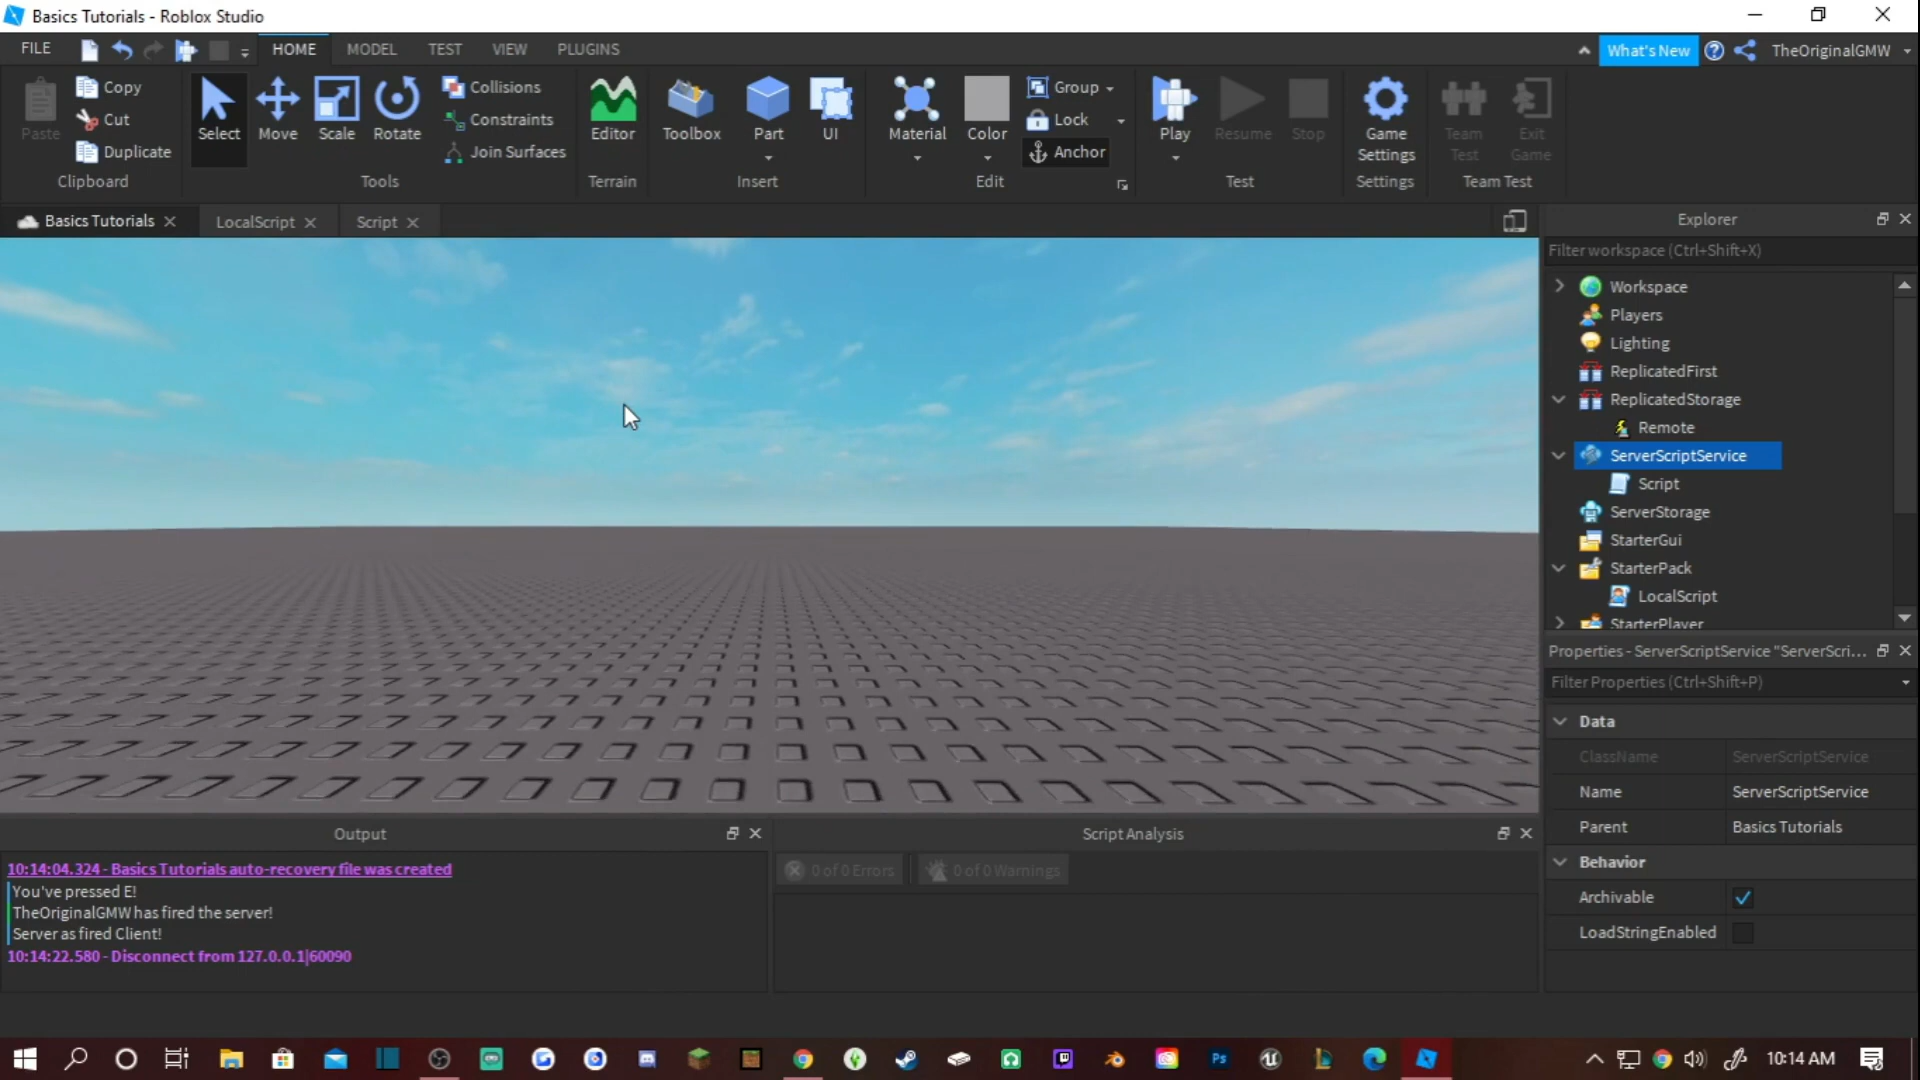 Basics Tutorials - Roblox Studio
FILE HOME MODEL TEST VIEW PLUGINS What's New TheOriginalGMW
Paste Copy Cut Duplicate
Clipboard
Select Move Scale Rotate Collisions Constraints Join Surfaces
Tools
Editor
Terrain
Toolbox Part UI
Insert
Material Color Group Lock Anchor
Edit
Play Resume Stop
Test
Game Settings
Settings
Team Test Exit Game
Team Test
Basics Tutorials LocalScript Script
Explorer
Filter workspace (Ctrl+Shift+X)
Workspace
Players
Lighting
ReplicatedFirst
ReplicatedStorage
Remote
ServerScriptService
Script
ServerStorage
StarterGui
StarterPack
LocalScript
StarterPlayer
Properties - ServerScriptService "ServerScri...
Filter Properties (Ctrl+Shift+P)
Data
ClassName ServerScriptService
Name ServerScriptService
Parent Basics Tutorials
Behavior
Archivable
LoadStringEnabled
Output
10:14:04.324 - Basics Tutorials auto-recovery file was created
You've pressed E!
TheOriginalGMW has fired the server!
Server as fired Client!
10:14:22.580 - Disconnect from 127.0.0.1|60090
Script Analysis
0 of 0 Errors 0 of 0 Warnings
Ps
10:14 AM